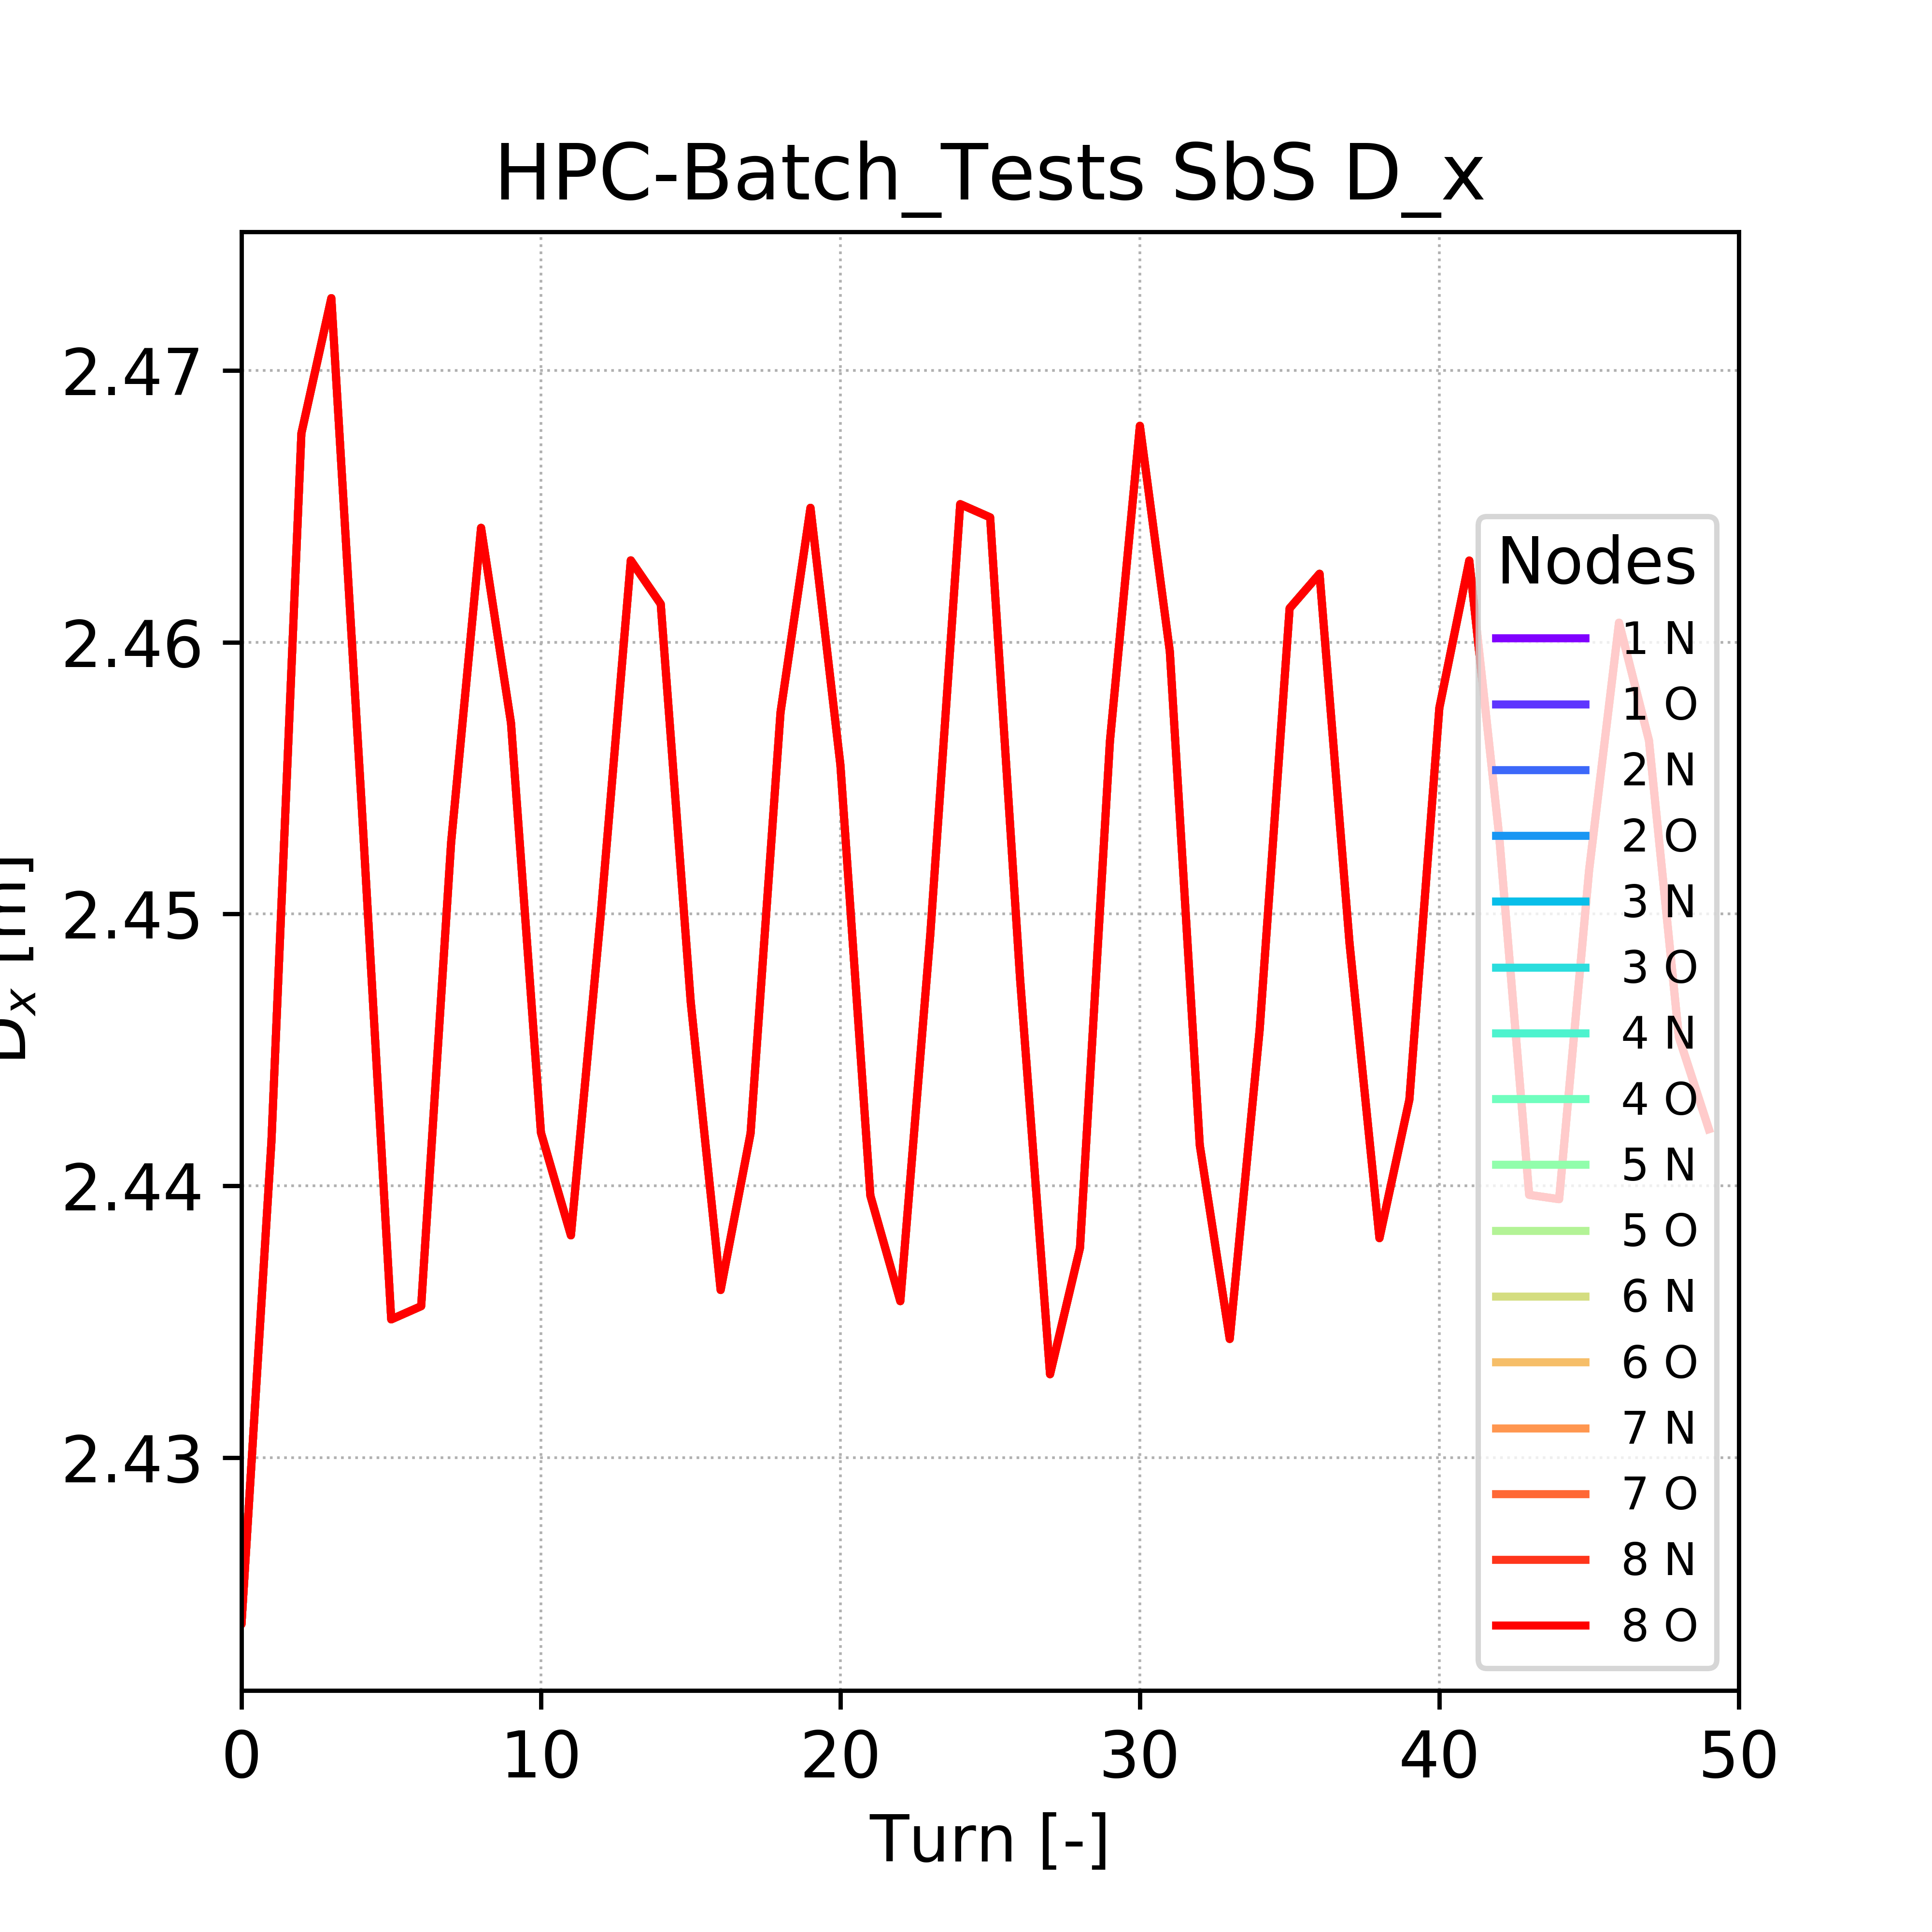 HPC-Batch_Tests SbS D_x
2.47
2.46
2.45
2.44
2.43
D_x [m]
0 10 20 30 40 50
Turn [-]
Nodes
1 N
1 O
2 N
2 O
3 N
3 O
4 N
4 O
5 N
5 O
6 N
6 O
7 N
7 O
8 N
8 O